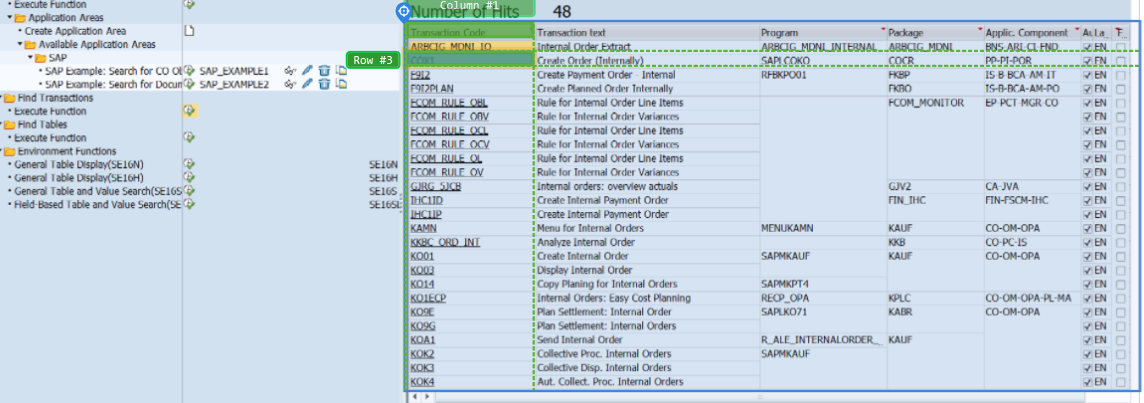 Execute Function
Application Areas
Create Application Area
Available Application Areas
SAP
SAP Example: Search for CO Ol SAP_EXAMPLE1
SAP Example: Search for Docum SAP_EXAMPLE2
Find Transactions
Execute Function
Find Tables
Execute Function
Environment Functions
General Table Display(SE16N) SE16N
General Table Display(SE16H) SE16H
General Table and Value Search(SE16S SE16S
Field-Based Table and Value Search(SE SE16SL
Column #1
Row #3
Number of Hits 48
Transaction Code Transaction text Program Package Applic. Component
ARBCIG_MDNI_IO Internal Order Extract ARBCIG_MDNI_INTERNAL ARBCIG_MDNI BNS-ARI-CI-FND EN
COR1 Create Order (Internally) SAPLCOKO COCR PP-PI-POR EN
F9I2 Create Payment Order - Internal RFBKPO01 FKBP IS-B-BCA-AM-IT EN
F9I2PLAN Create Planned Order Internally FKBO IS-B-BCA-AM-PO EN
FCOM_RULE_OBL Rule for Internal Order Line Items FCOM_MONITOR EP-PCT-MGR-CO EN
FCOM_RULE_OBV Rule for Internal Order Variances EN
FCOM_RULE_OCL Rule for Internal Order Line Items EN
FCOM_RULE_OCV Rule for Internal Order Variances EN
FCOM_RULE_OL Rule for Internal Order Line Items EN
FCOM_RULE_OV Rule for Internal Order Variances EN
GJRG_5JCB Internal orders: overview actuals GJV2 CA-JVA EN
IHC1ID Create Internal Payment Order FIN_IHC FIN-FSCM-IHC EN
IHC1IP Create Internal Payment Order EN
KAMN Menu for Internal Orders MENUKAMN KAUF CO-OM-OPA EN
KKBC_ORD_INT Analyze Internal Order KKB CO-PC-IS EN
KO01 Create Internal Order SAPMKAUF KAUF CO-OM-OPA EN
KO03 Display Internal Order EN
KO14 Copy Planing for Internal Orders SAPMKPT4 EN
KO1ECP Internal Orders: Easy Cost Planning RECP_OPA KPLC CO-OM-OPA-PL-MA EN
KO9E Plan Settlement: Internal Order SAPLKO71 KABR CO-OM-OPA EN
KO9G Plan Settlement: Internal Orders EN
KOA1 Send Internal Order R_ALE_INTERNALORDER_ KAUF EN
KOK2 Collective Proc. Internal Orders SAPMKAUF EN
KOK3 Collective Disp. Internal Orders EN
KOK4 Aut. Collect. Proc. Internal Orders EN